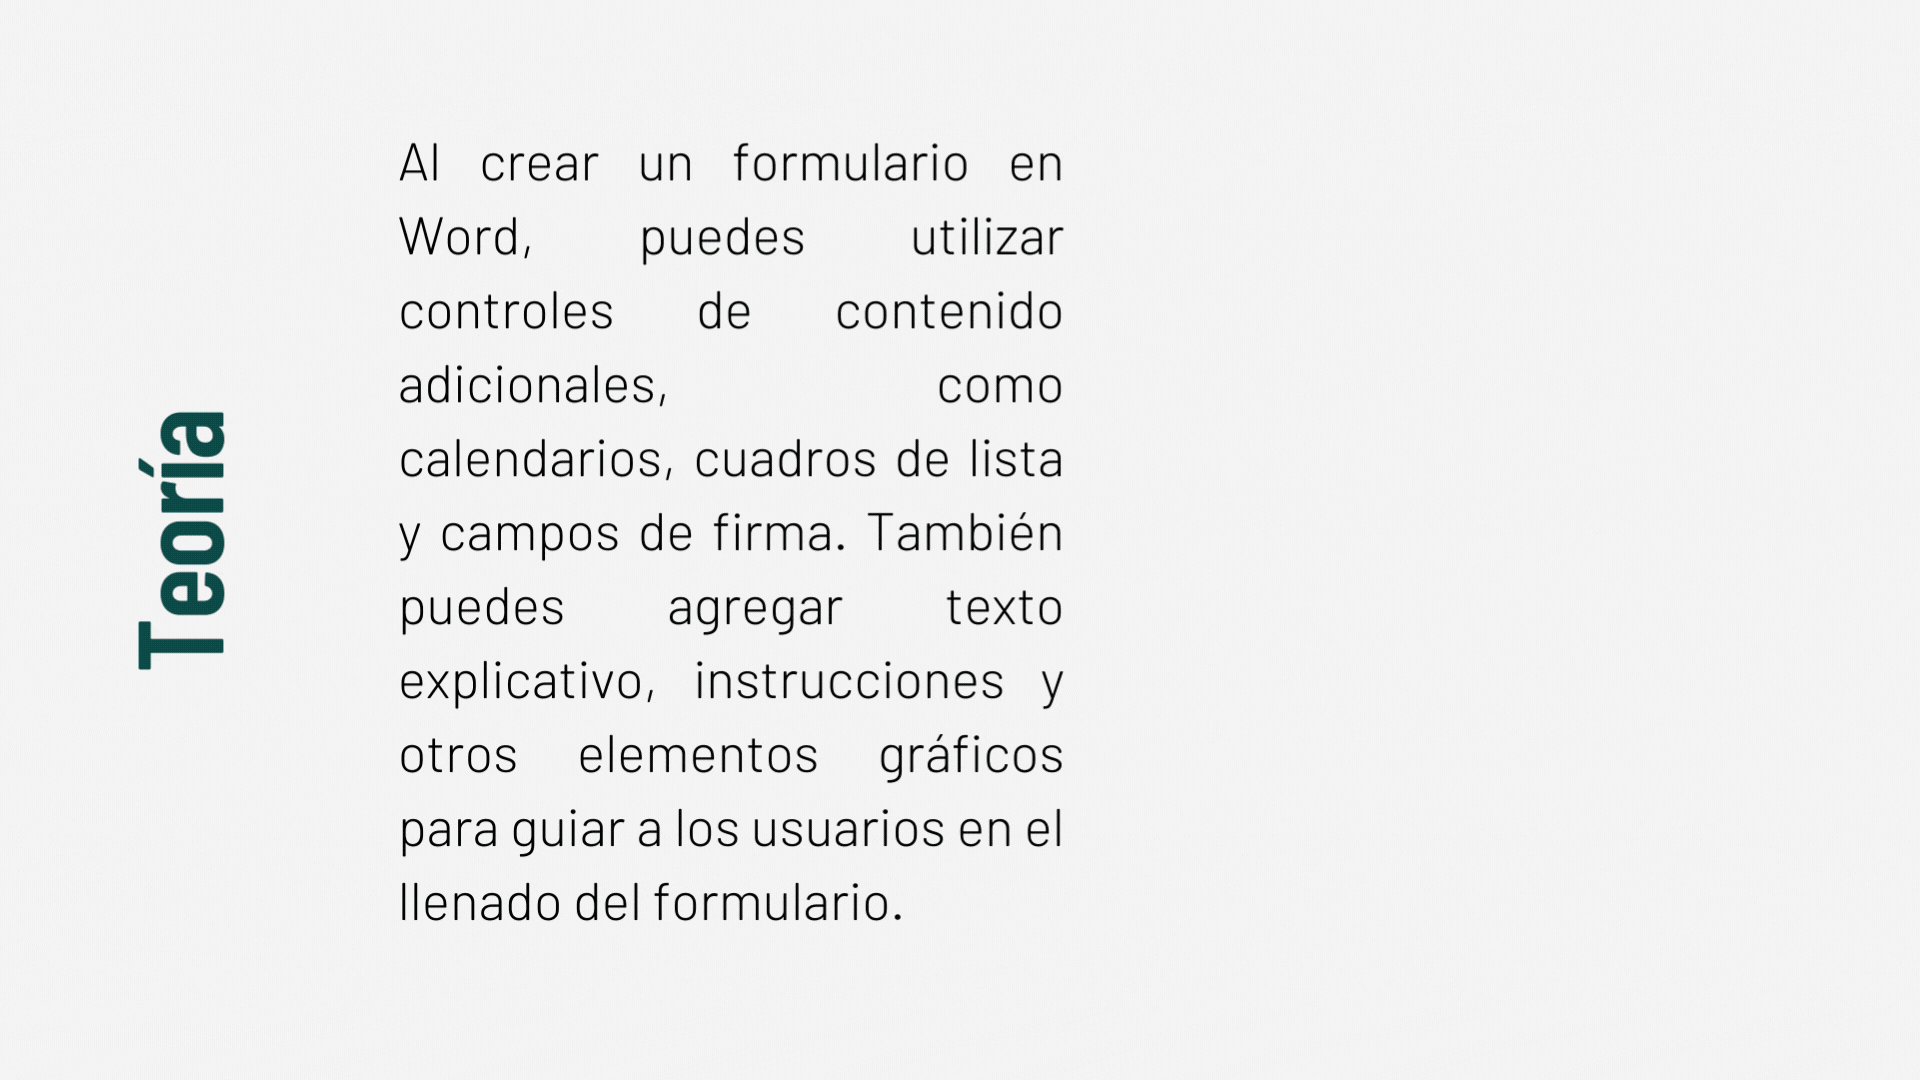 Teoría
Al crear un formulario en
Word, puedes utilizar
controles de contenido
adicionales, como
calendarios, cuadros de lista
y campos de firma. También
puedes agregar texto
explicativo, instrucciones y
otros elementos gráficos
para guiar a los usuarios en el
llenado del formulario.